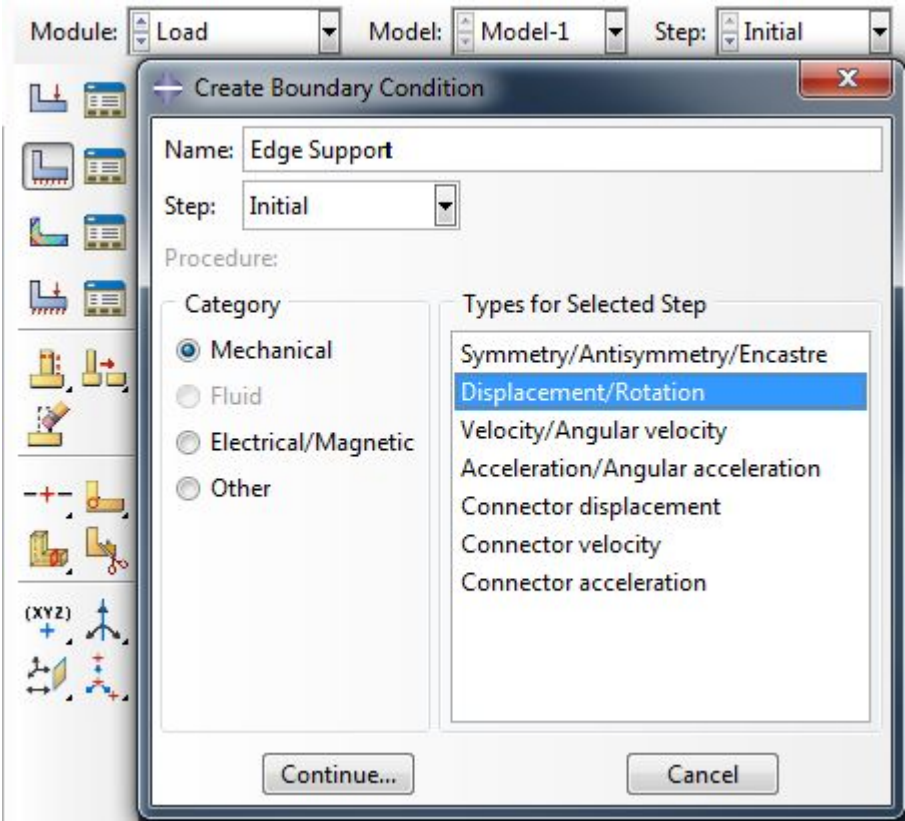 Module: Load Model: Model-1 Step: Initial
Create Boundary Condition
Name: Edge Support
Step: Initial
Procedure:
Category
Mechanical
Fluid
Electrical/Magnetic
Other
Types for Selected Step
Symmetry/Antisymmetry/Encastre
Displacement/Rotation
Velocity/Angular velocity
Acceleration/Angular acceleration
Connector displacement
Connector velocity
Connector acceleration
(XYZ)
Continue... Cancel